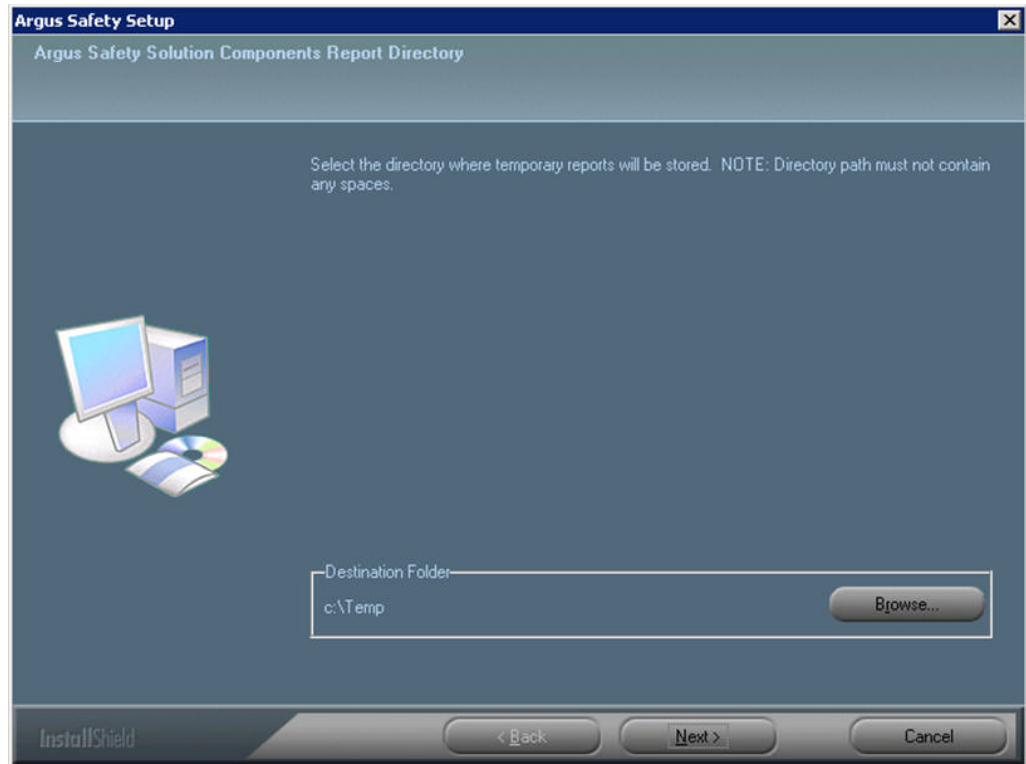 Argus Safety Setup
Argus Safety Solution Components Report Directory
Select the directory where temporary reports will be stored. NOTE: Directory path must not contain
any spaces.
Destination Folder
c:\Temp
Browse...
InstallShield
< Back
Next >
Cancel